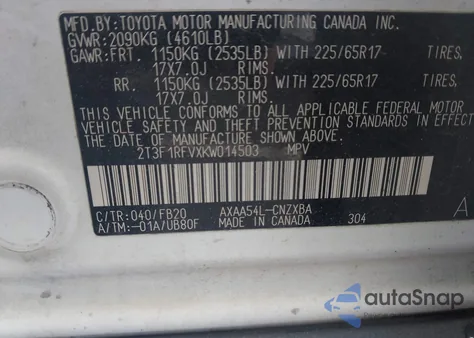 MFD.BY: TOYOTA MOTOR MANUFACTURING CANADA INC.
GVWR: 2090KG (4610LB)
GAWR: FRT. 1150KG (2535LB) WITH 225/65R17 TIRES,
17X7.0J RIMS.
RR. 1150KG (2535LB) WITH 225/65R17 TIRES,
17X7.0J RIMS.
THIS VEHICLE CONFORMS TO ALL APPLICABLE FEDERAL MOTOR
VEHICLE SAFETY AND THEFT PREVENTION STANDARDS IN EFFECT
ON THE DATE OF MANUFACTURE SHOWN ABOVE.
2T3F1RFVXKW014503 MPV
C/TR: 040/FB20 AXAA54L-CNZXBA A
A/TM: -01A/UB80F MADE IN CANADA 304
autoSnap